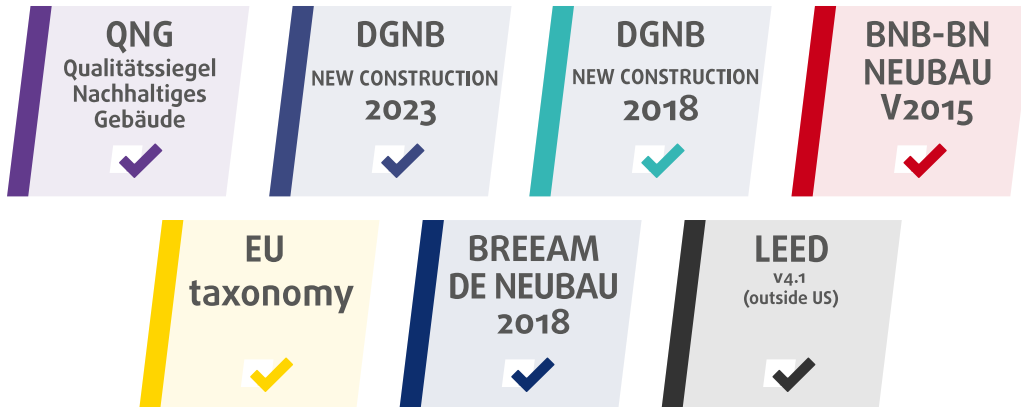 QNG
Qualitätssiegel
Nachhaltiges
Gebäude
DGNB
NEW CONSTRUCTION
2023
DGNB
NEW CONSTRUCTION
2018
BNB-BN
NEUBAU
V2015
EU
taxonomy
BREEAM
DE NEUBAU
2018
LEED
v4.1
(outside US)